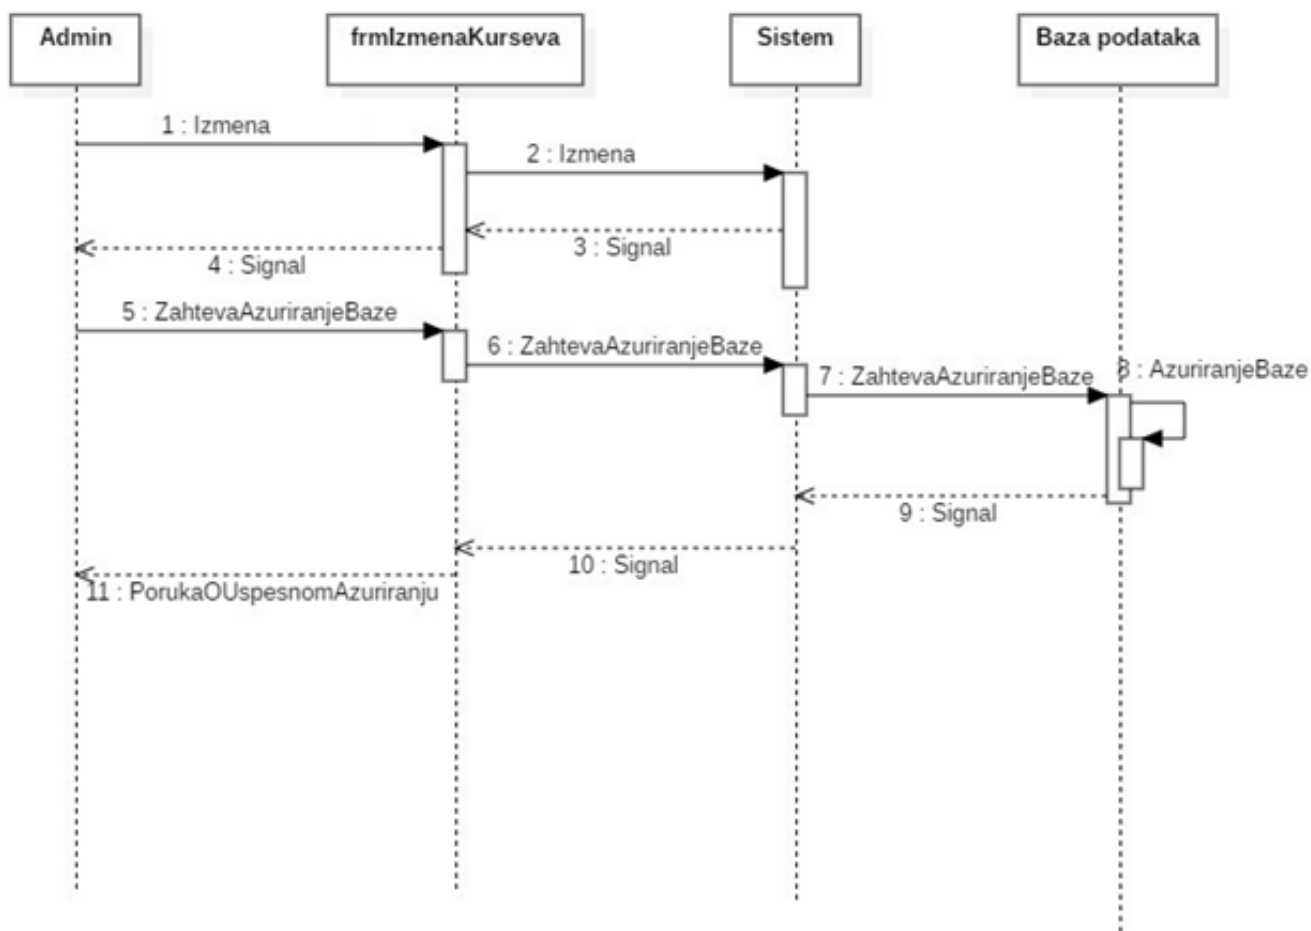 Admin
frmIzmenaKurseva
Sistem
Baza podataka
1 : Izmena
2 : Izmena
3 : Signal
4 : Signal
5 : ZahtevaAzuriranjeBaze
6 : ZahtevaAzuriranjeBaze
7 : ZahtevaAzuriranjeBaze
8 : AzuriranjeBaze
9 : Signal
10 : Signal
11 : PorukaOUspesnomAzuriranju